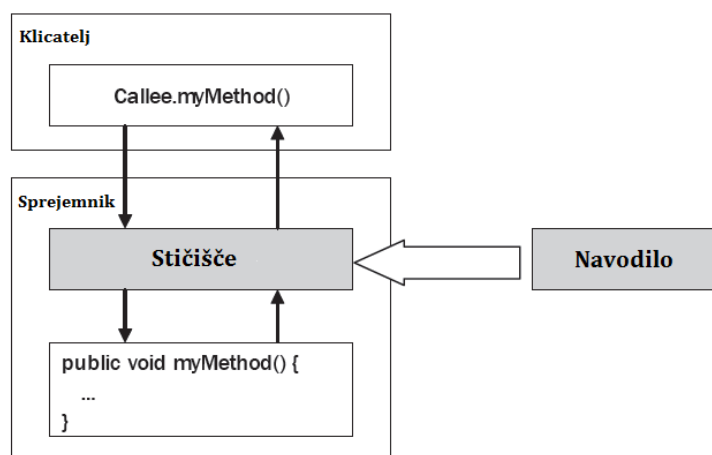 Klicatelj
Callee.myMethod()
Sprejemnik
Stičišče
Navodilo
public void myMethod() {
...
}